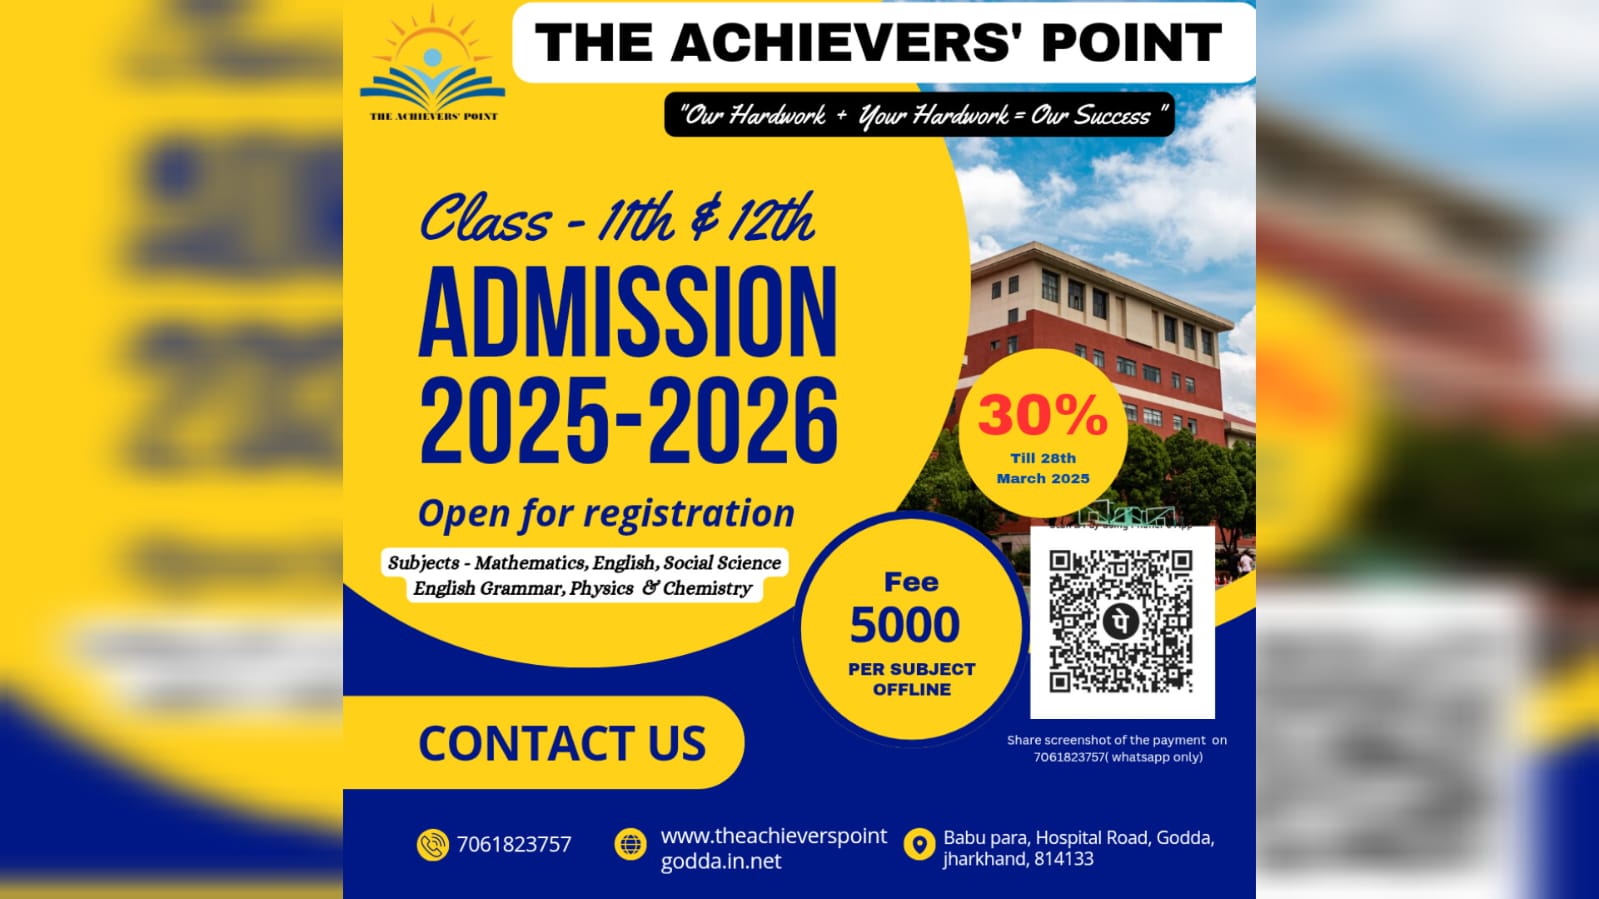 THE ACHIEVERS' POINT
THE ACHIEVERS' POINT
"Our Hardwork + Your Hardwork = Our Success "
Class - 11th & 12th
ADMISSION
2025-2026
Open for registration
Subjects - Mathematics, English, Social Science
English Grammar, Physics & Chemistry
30%
Till 28th
March 2025
Fee
5000
PER SUBJECT
OFFLINE
पे
Share screenshot of the payment on
7061823757( whatsapp only)
CONTACT US
7061823757
www.theachieverspoint
godda.in.net
Babu para, Hospital Road, Godda,
jharkhand, 814133